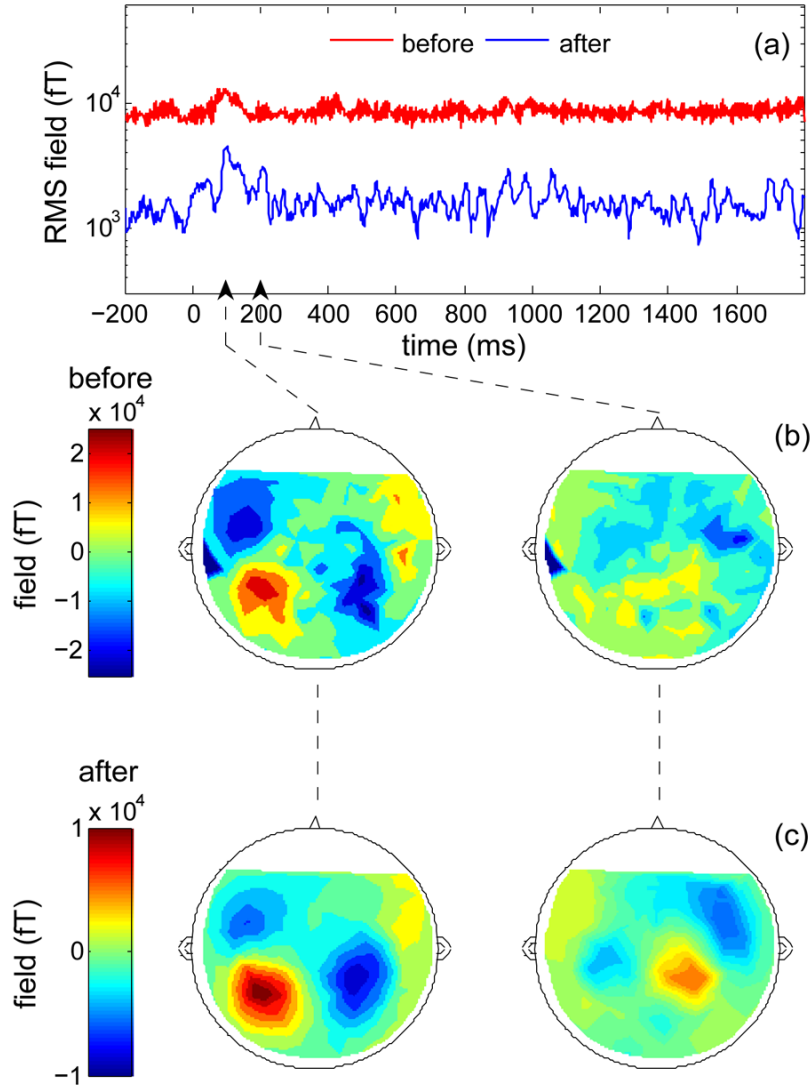 before
after
(a)
RMS field (fT)
10^4
10^3
−200 0 200 400 600 800 1000 1200 1400 1600
time (ms)
before
x 10^4
(b)
field (fT)
2
1
0
−1
−2
after
x 10^4
(c)
field (fT)
1
0
−1